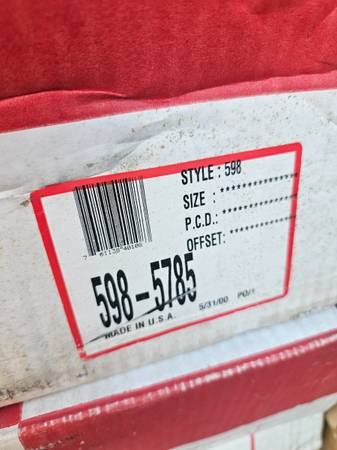 STYLE : 598
SIZE : **************
P.C.D.: **************
OFFSET: **************
598-5785
MADE IN U.S.A.
5/31/00 PO/1